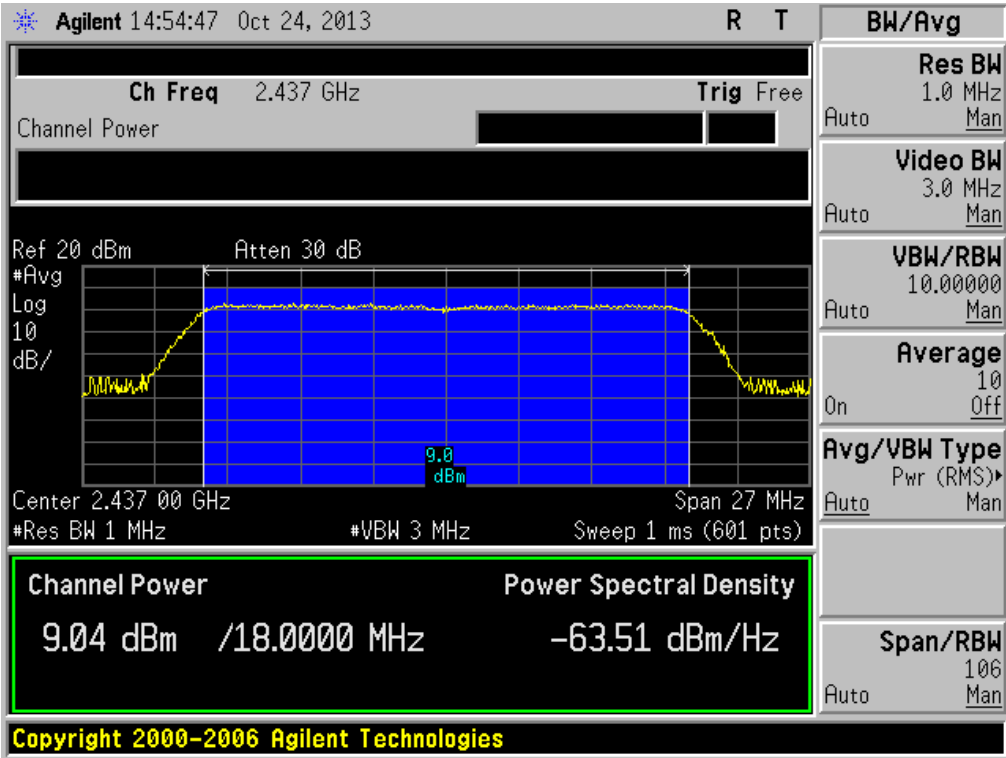 Agilent 14:54:47 Oct 24, 2013 R T
Ch Freq 2.437 GHz Trig Free
Channel Power
Ref 20 dBm Atten 30 dB
#Avg
Log
10
dB/
9.0
dBm
Center 2.437 00 GHz Span 27 MHz
#Res BW 1 MHz #VBW 3 MHz Sweep 1 ms (601 pts)
Channel Power Power Spectral Density
9.04 dBm /18.0000 MHz -63.51 dBm/Hz
Copyright 2000-2006 Agilent Technologies
BW/Avg
Res BW
1.0 MHz
Auto Man
Video BW
3.0 MHz
Auto Man
VBW/RBW
10.00000
Auto Man
Average
10
On Off
Avg/VBW Type
Pwr (RMS)▸
Auto Man
Span/RBW
106
Auto Man